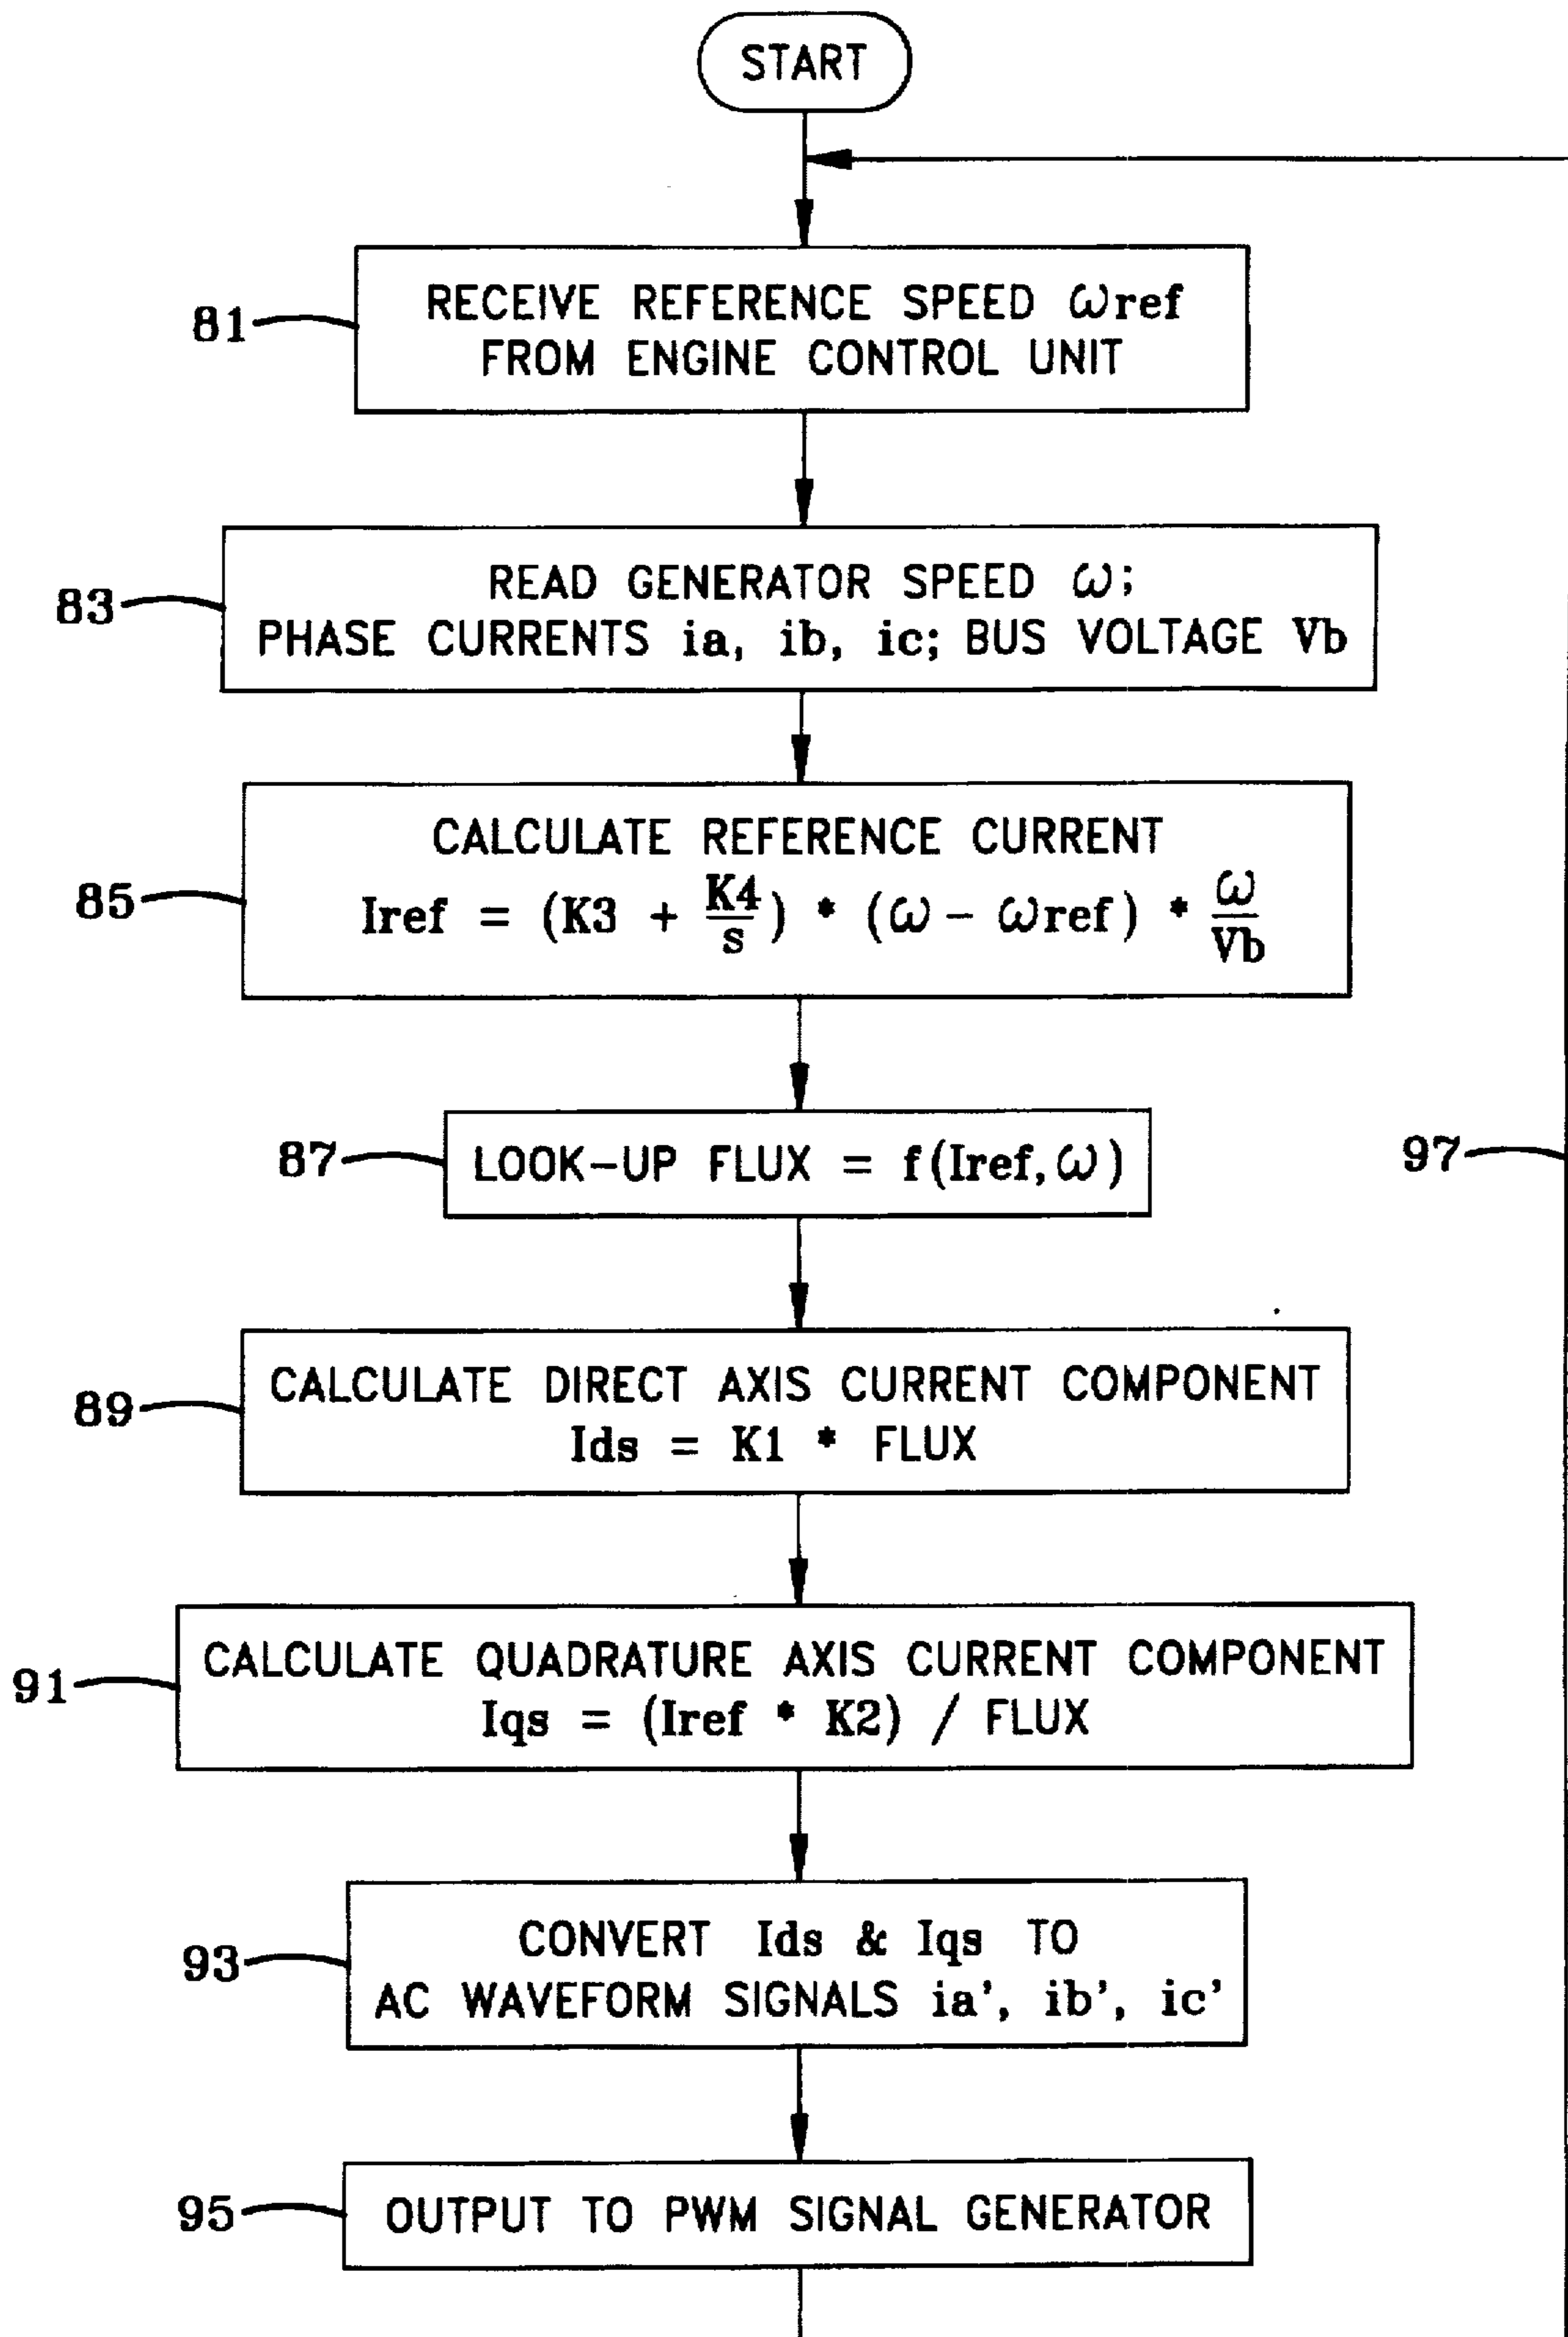 START
81
RECEIVE REFERENCE SPEED ωref
FROM ENGINE CONTROL UNIT
83
READ GENERATOR SPEED ω;
PHASE CURRENTS ia, ib, ic; BUS VOLTAGE Vb
85
CALCULATE REFERENCE CURRENT
Iref = (K3 + K4/s) * (ω - ωref) * ω/Vb
87
LOOK-UP FLUX = f(Iref, ω)
97
89
CALCULATE DIRECT AXIS CURRENT COMPONENT
Ids = K1 * FLUX
91
CALCULATE QUADRATURE AXIS CURRENT COMPONENT
Iqs = (Iref * K2) / FLUX
93
CONVERT Ids & Iqs TO
AC WAVEFORM SIGNALS ia', ib', ic'
95
OUTPUT TO PWM SIGNAL GENERATOR